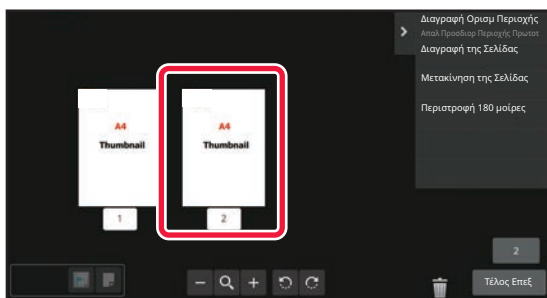 Διαγραφή Ορισμ Περιοχής
Απαλ Προσδιορ Περιοχής Πρωτοτ
Διαγραφή της Σελίδας
Μετακίνηση της Σελίδας
Περιστροφή 180 μοίρες
A4
Thumbnail
A4
Thumbnail
1
2
2
Τέλος Επεξ